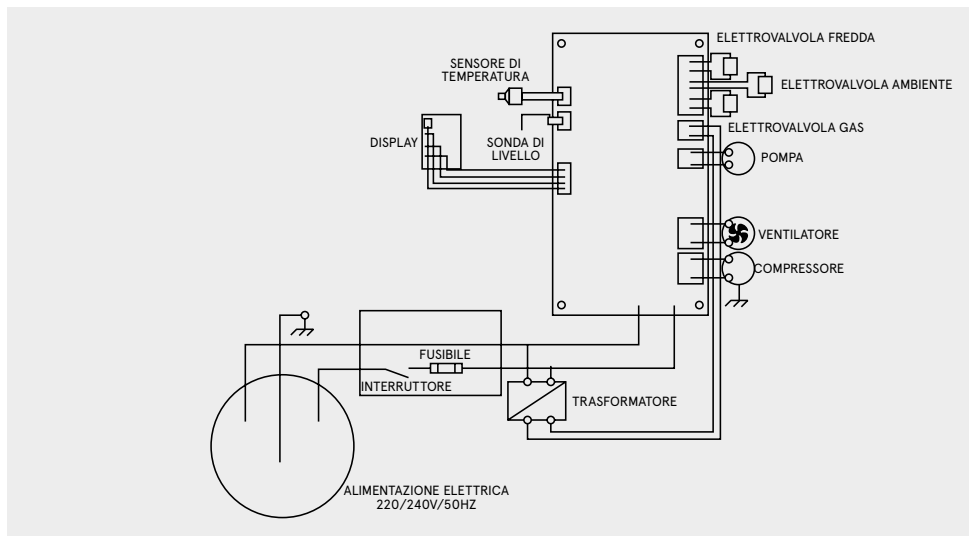 ELETTROVALVOLA FREDDA
SENSORE DI
TEMPERATURA
ELETTROVALVOLA AMBIENTE
ELETTROVALVOLA GAS
DISPLAY
SONDA DI
LIVELLO
POMPA
VENTILATORE
COMPRESSORE
FUSIBILE
INTERRUTTORE
TRASFORMATORE
ALIMENTAZIONE ELETTRICA
220/240V/50HZ